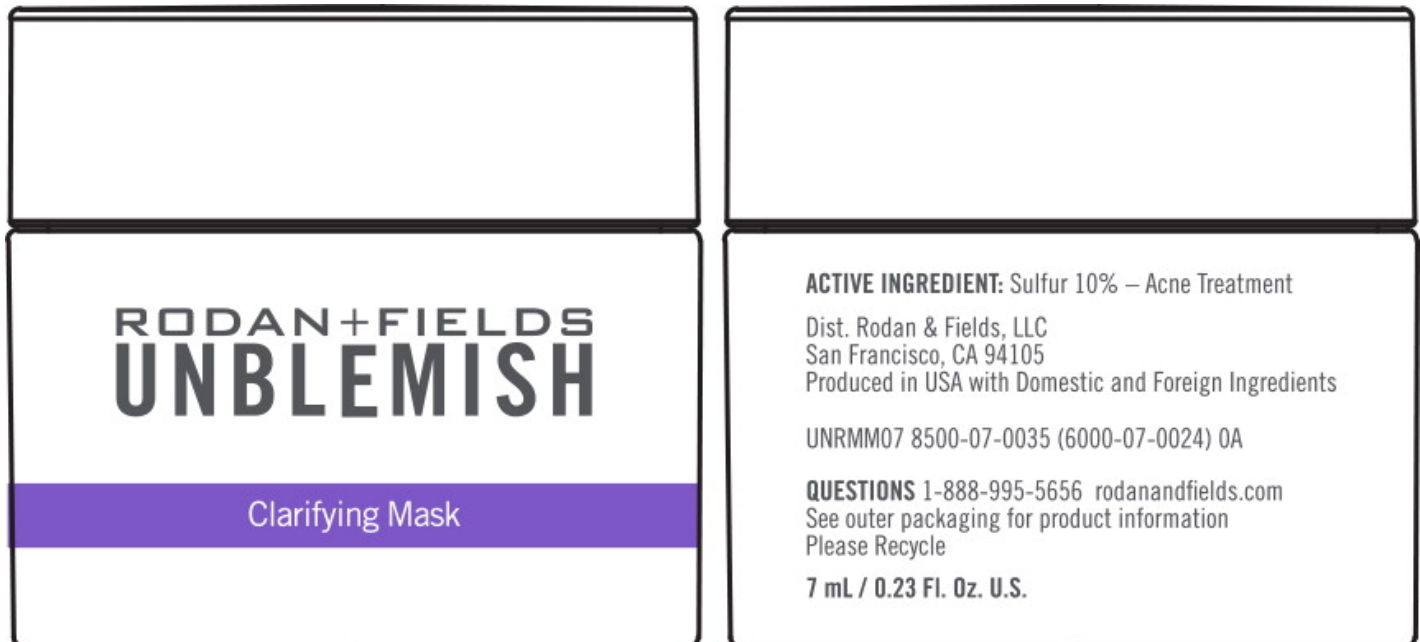 RODAN+FIELDS
UNBLEMISH
Clarifying Mask
ACTIVE INGREDIENT: Sulfur 10% – Acne Treatment
Dist. Rodan & Fields, LLC
San Francisco, CA 94105
Produced in USA with Domestic and Foreign Ingredients
UNRMM07 8500-07-0035 (6000-07-0024) 0A
QUESTIONS 1-888-995-5656 rodanandfields.com
See outer packaging for product information
Please Recycle
7 mL / 0.23 Fl. Oz. U.S.